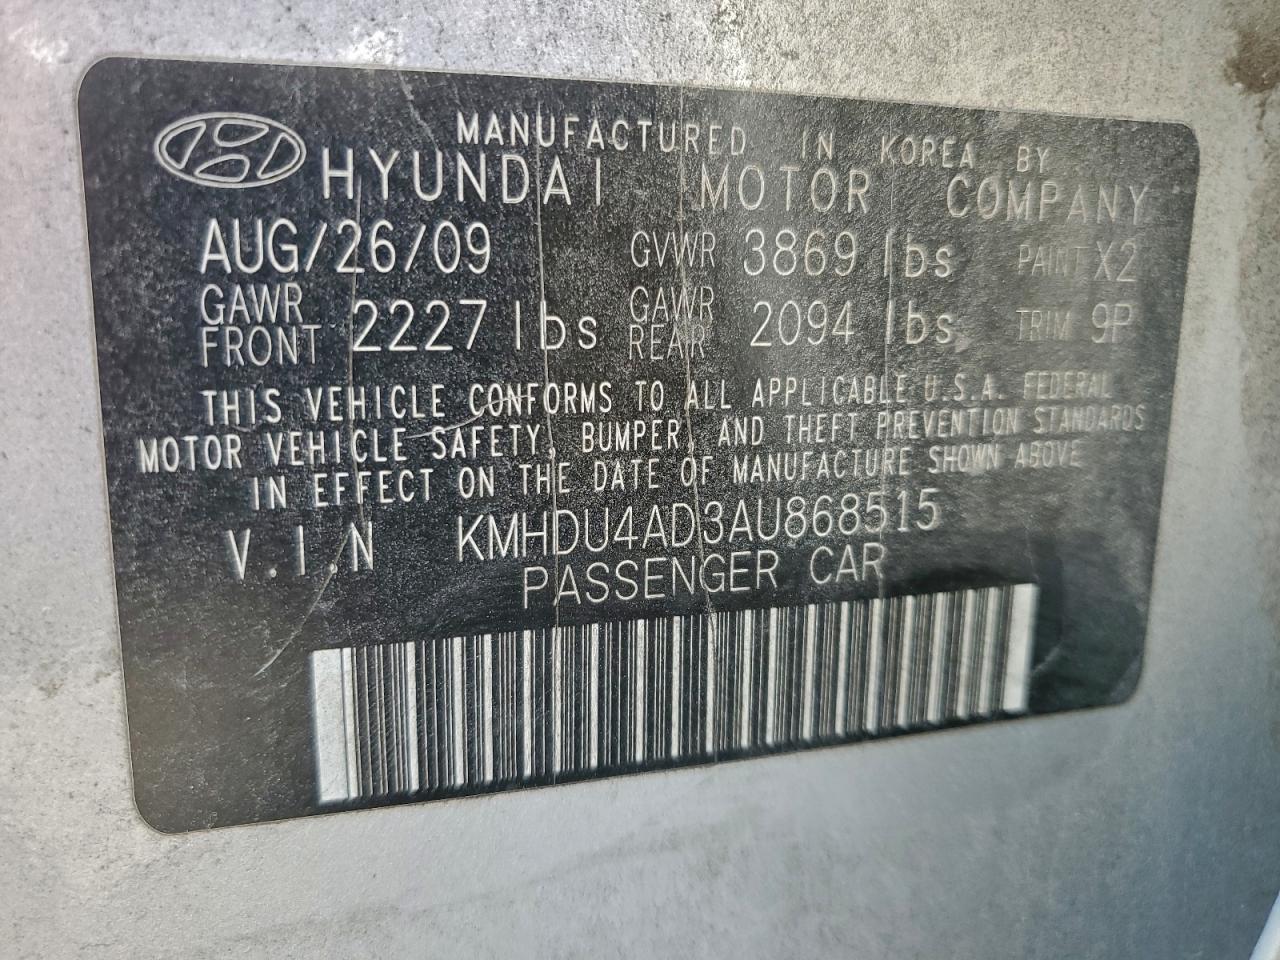 MANUFACTURED IN KOREA BY
HYUNDAI MOTOR COMPANY
AUG/26/09 GVWR 3869 lbs PAINT X2
GAWR FRONT 2227 lbs GAWR REAR 2094 lbs TRIM 9P
THIS VEHICLE CONFORMS TO ALL APPLICABLE U.S.A. FEDERAL
MOTOR VEHICLE SAFETY, BUMPER, AND THEFT PREVENTION STANDARDS
IN EFFECT ON THE DATE OF MANUFACTURE SHOWN ABOVE
V.I.N KMHDU4AD3AU868515
PASSENGER CAR